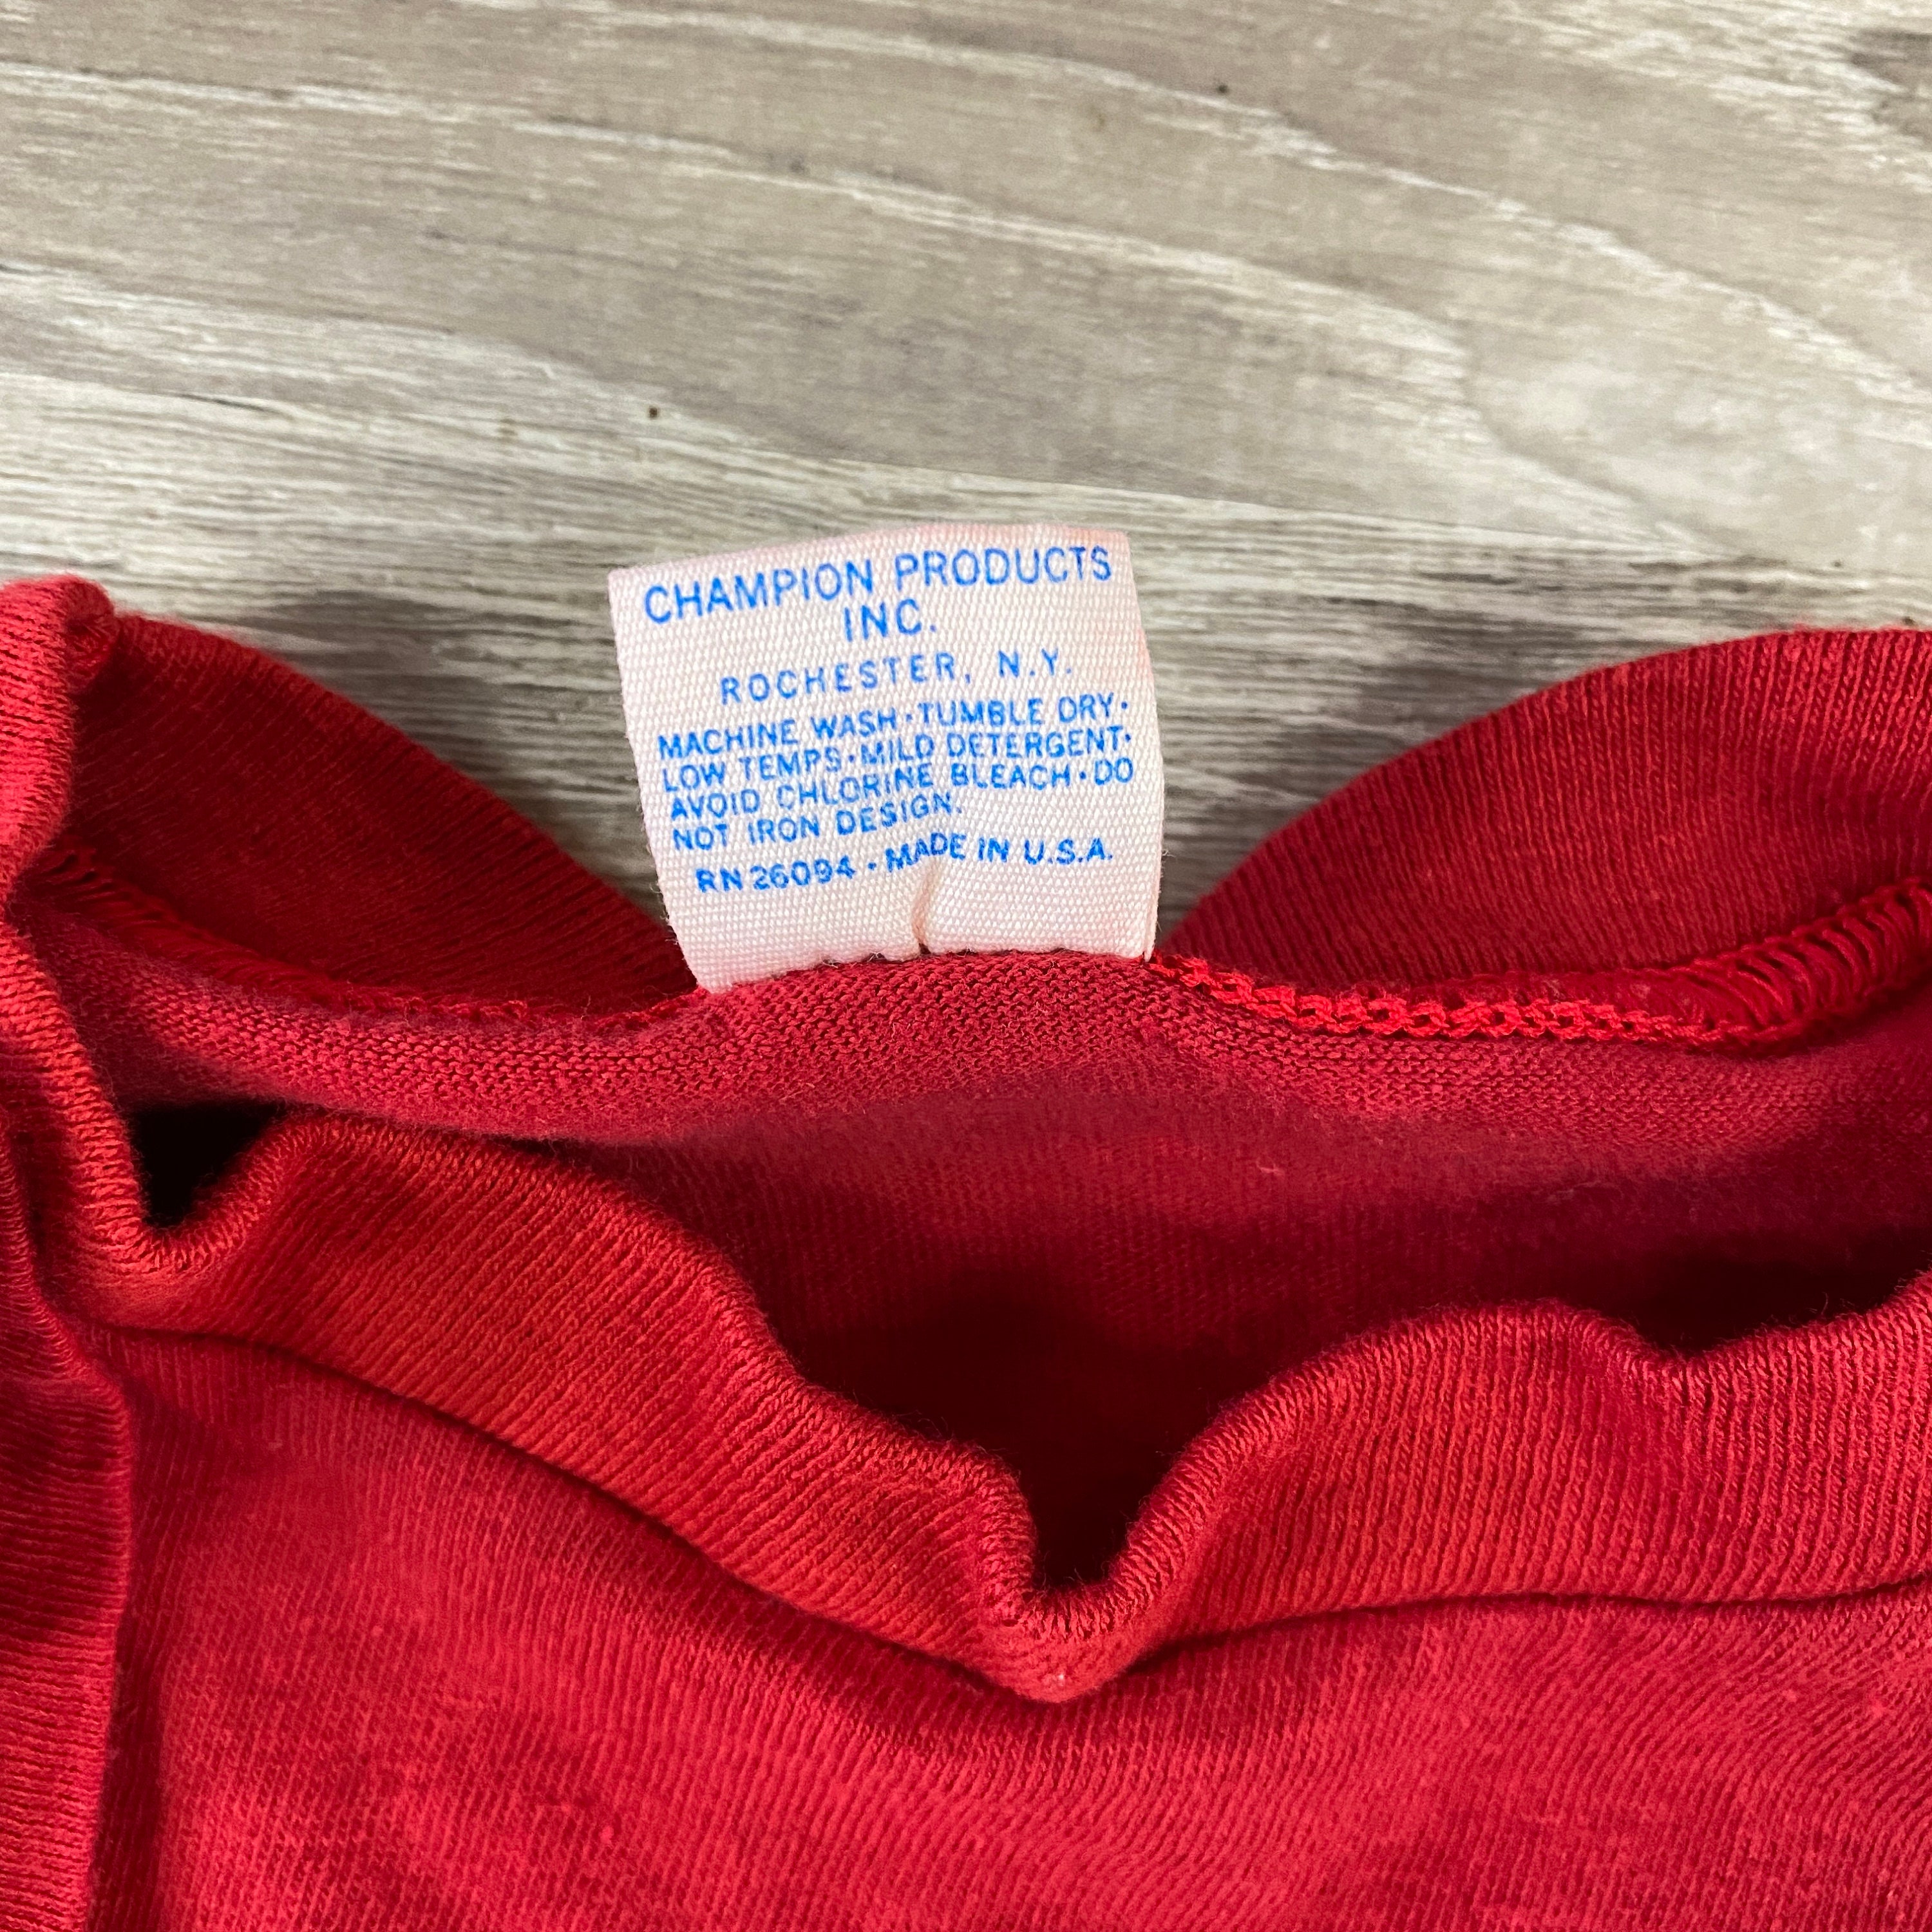 CHAMPION PRODUCTS
INC.
ROCHESTER, N.Y.
MACHINE WASH·TUMBLE DRY·
LOW TEMPS·MILD DETERGENT·
AVOID CHLORINE BLEACH·DO
NOT IRON DESIGN.
RN 26094·MADE IN U.S.A.